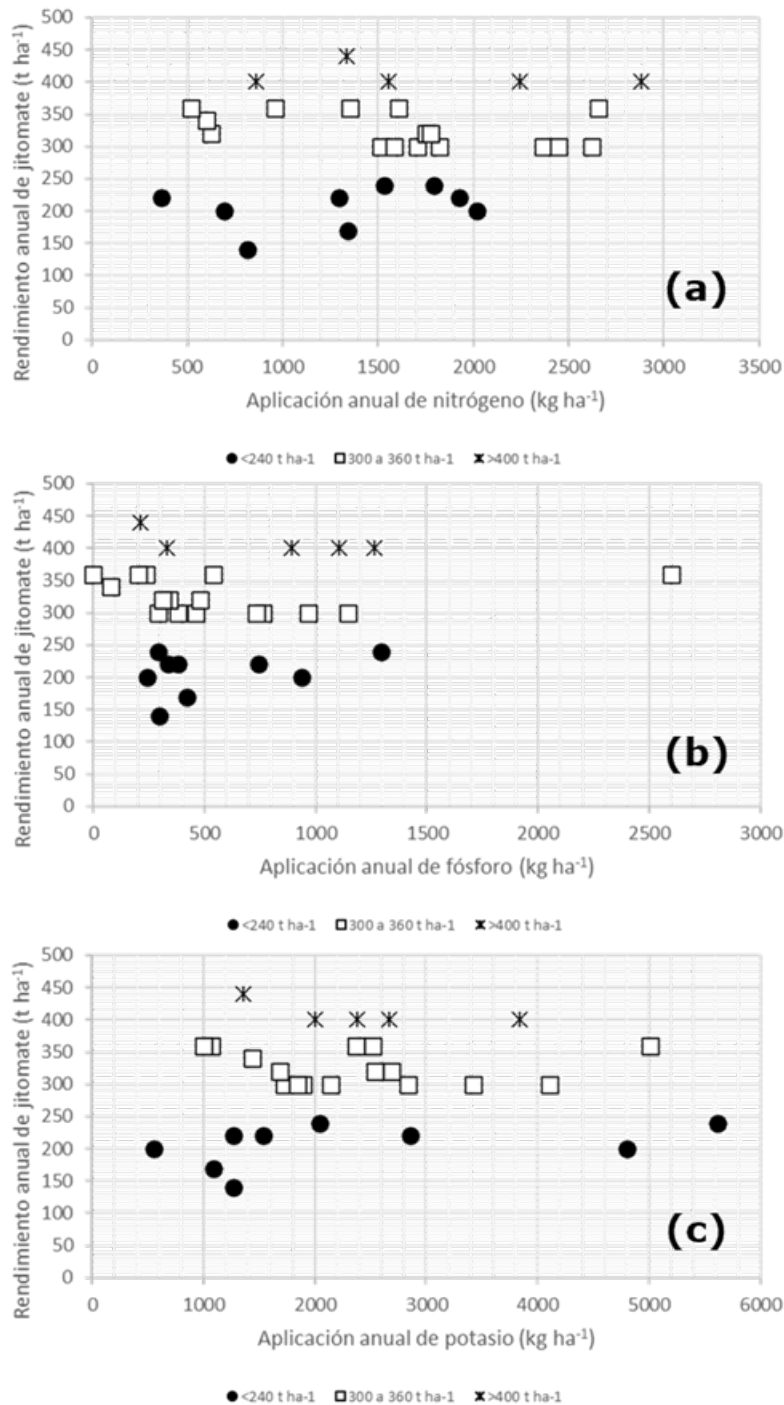 Rendimiento anual de jitomate (t ha-1)
500
450
400
350
300
250
200
150
100
50
0
(a)
0 500 1000 1500 2000 2500 3000 3500
Aplicación anual de nitrógeno (kg ha-1)
<240 t ha-1 300 a 360 t ha-1 >400 t ha-1
Rendimiento anual de jitomate (t ha-1)
500
450
400
350
300
250
200
150
100
50
0
(b)
0 500 1000 1500 2000 2500 3000
Aplicación anual de fósforo (kg ha-1)
<240 t ha-1 300 a 360 t ha-1 >400 t ha-1
Rendimiento anual de jitomate (t ha-1)
500
450
400
350
300
250
200
150
100
50
0
(c)
0 1000 2000 3000 4000 5000 6000
Aplicación anual de potasio (kg ha-1)
<240 t ha-1 300 a 360 t ha-1 >400 t ha-1